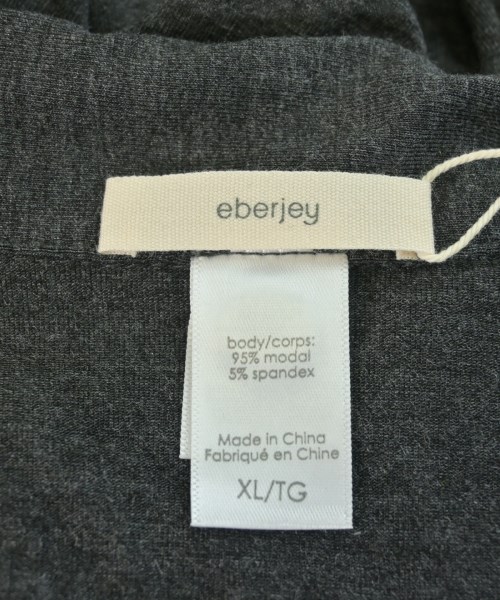 eberjey
body/corps:
95% modal
5% spandex
Made in China
Fabriqué en Chine
XL/TG